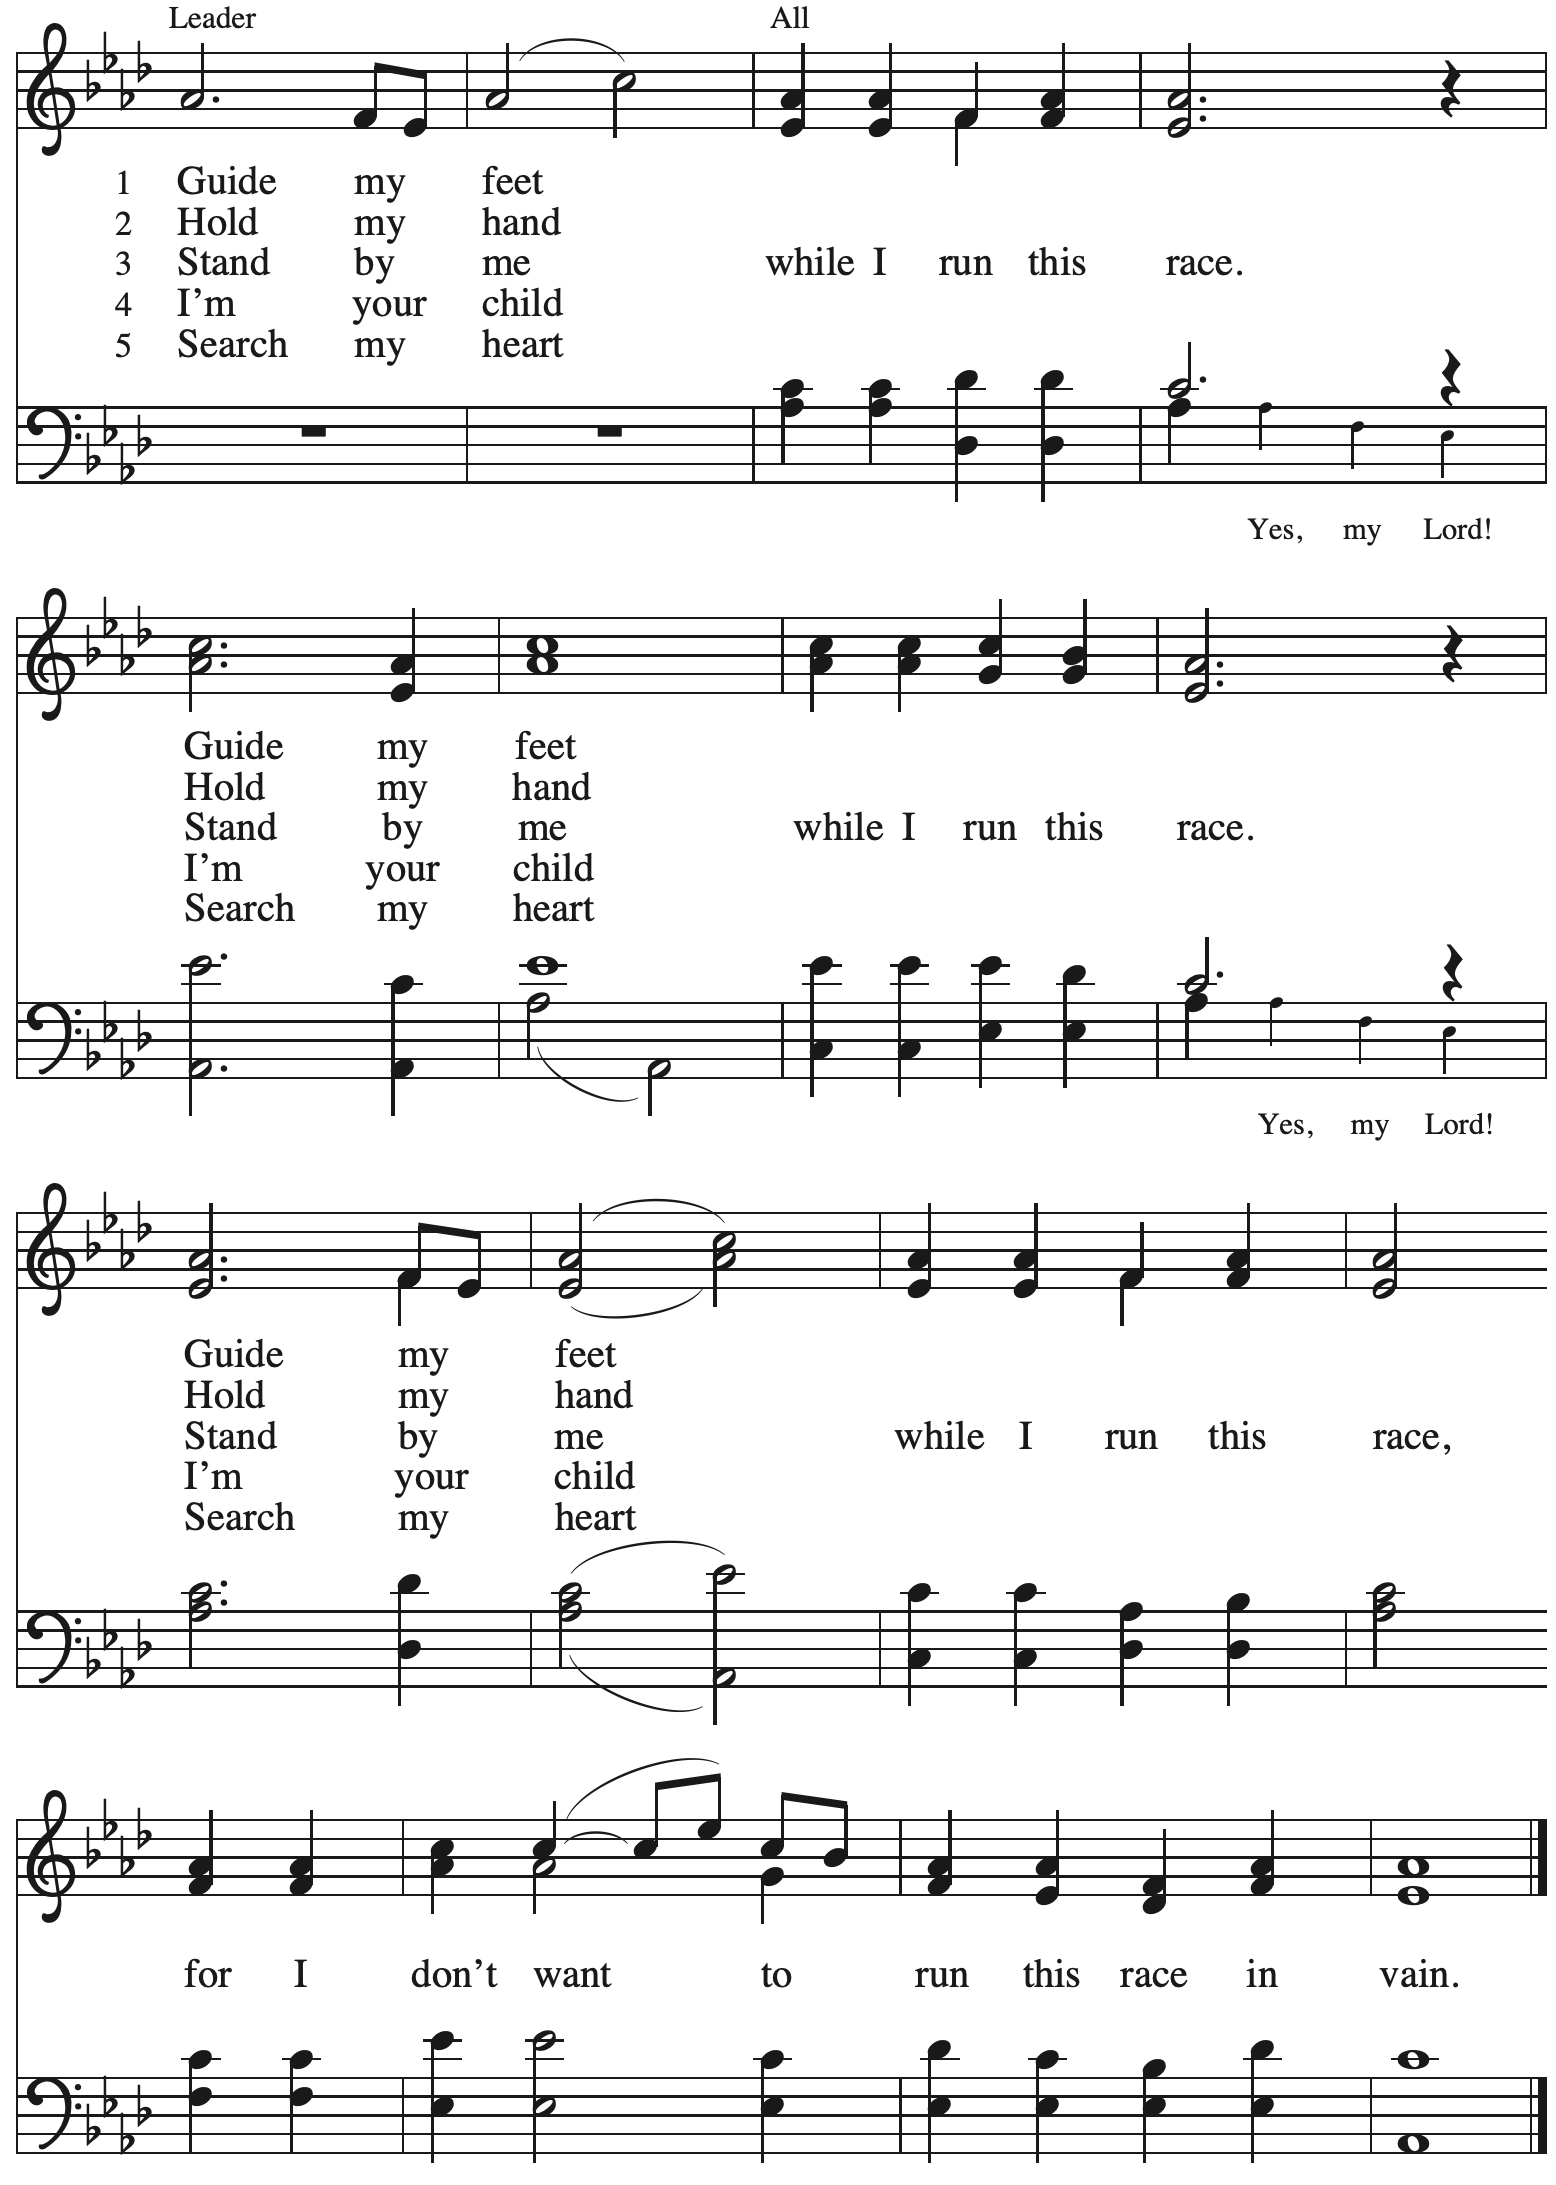 Leader All
1 Guide my feet
2 Hold my hand
3 Stand by me while I run this race.
4 I’m your child
5 Search my heart
Yes, my Lord!
Guide my feet
Hold my hand
Stand by me while I run this race.
I’m your child
Search my heart
Yes, my Lord!
Guide my feet
Hold my hand
Stand by me while I run this race,
I’m your child
Search my heart
for I don’t want to run this race in vain.